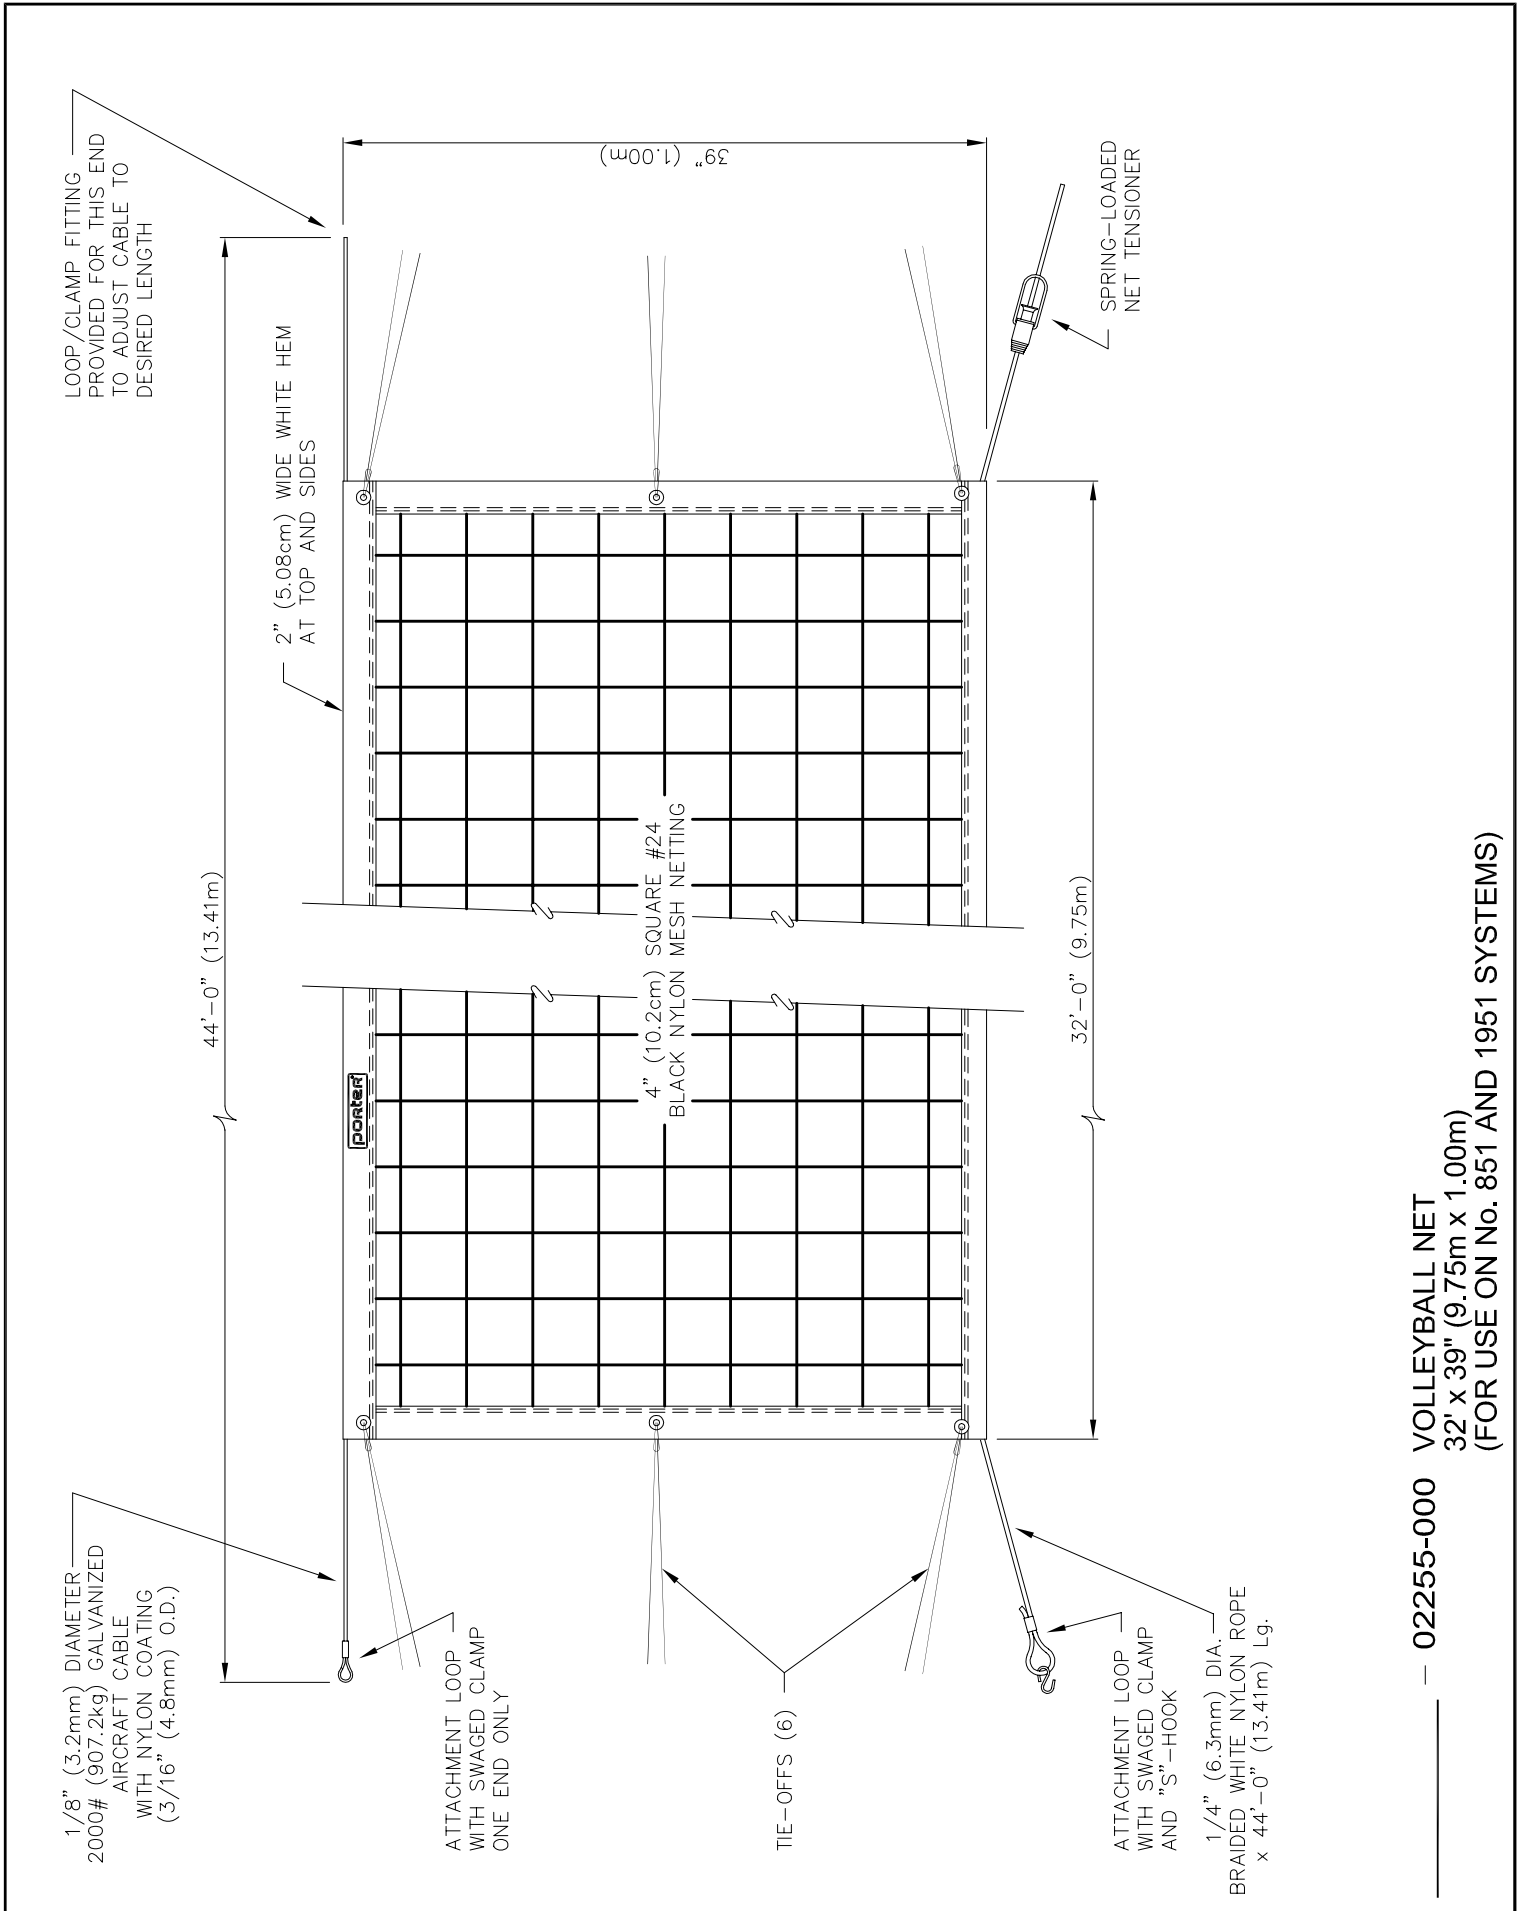 1/8" (3.2mm) DIAMETER
2000# (907.2kg) GALVANIZED
AIRCRAFT CABLE
WITH NYLON COATING
(3/16" (4.8mm) O.D.)
LOOP/CLAMP FITTING
PROVIDED FOR THIS END
TO ADJUST CABLE TO
DESIRED LENGTH
44'-0" (13.41m)
2" (5.08cm) WIDE WHITE HEM
AT TOP AND SIDES
PORTER
39" (1.00m)
ATTACHMENT LOOP
WITH SWAGED CLAMP
ONE END ONLY
4" (10.2cm) SQUARE #24
BLACK NYLON MESH NETTING
TIE-OFFS (6)
32'-0" (9.75m)
SPRING-LOADED
NET TENSIONER
ATTACHMENT LOOP
WITH SWAGED CLAMP
AND "S"-HOOK
1/4" (6.3mm) DIA.
BRAIDED WHITE NYLON ROPE
x 44'-0" (13.41m) Lg.
— 02255-000 VOLLEYBALL NET
32' x 39" (9.75m x 1.00m)
(FOR USE ON No. 851 AND 1951 SYSTEMS)